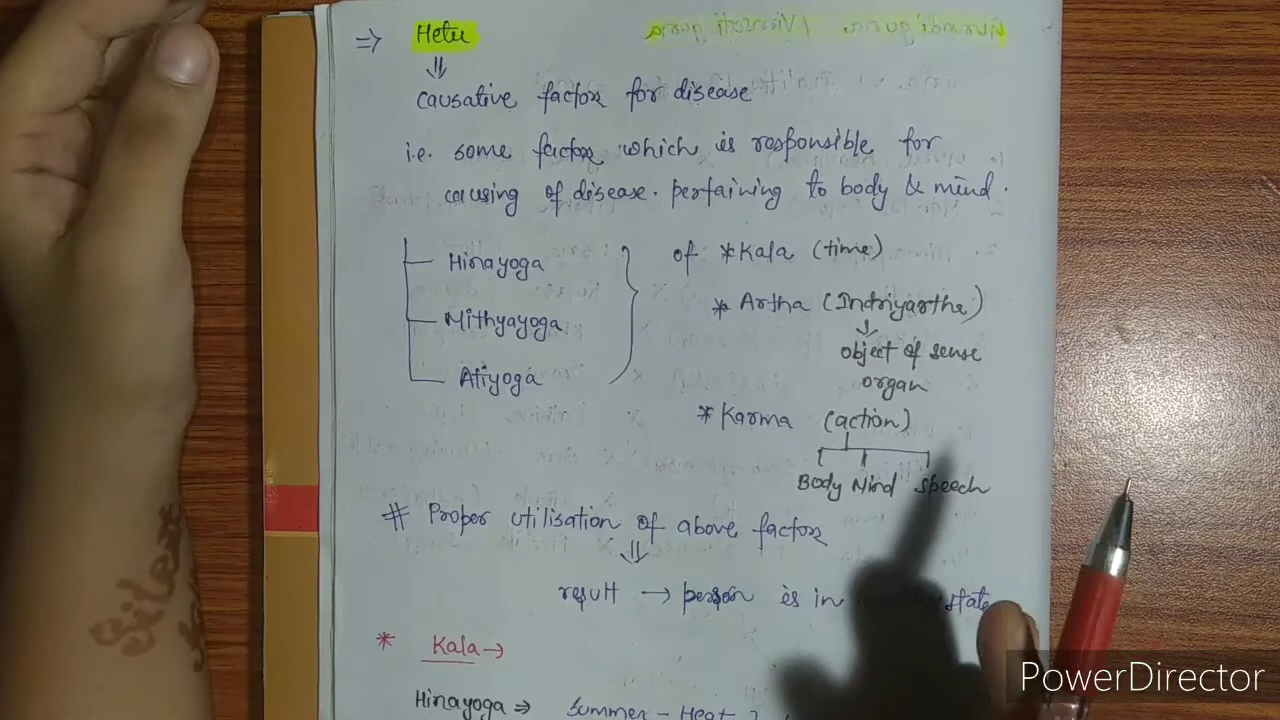 ⇒ Hetu
⇓
Causative factor for disease
i.e. some factor which is responsible for
causing of disease. pertaining to body & mind.
Hinayoga
Mithyayoga
Atiyoga
of * Kala (time)
* Artha (Indriyartha)
↓
object of sense
organ
* Karma (action)
Body Mind Speech
# Proper utilisation of above factor
⇓
result → person is in state
* Kala →
Hinayoga ⇒ Summer - Heat
PowerDirector